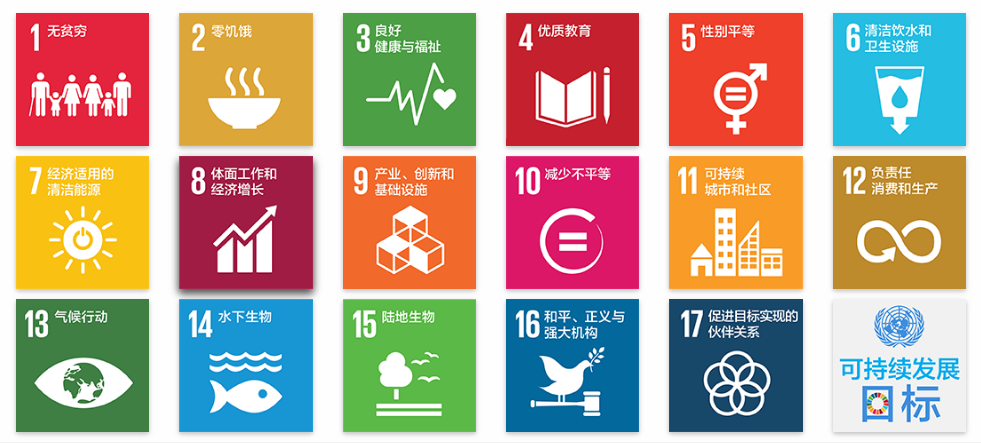 1 无贫穷
2 零饥饿
3 良好
健康与福祉
4 优质教育
5 性别平等
6 清洁饮水和
卫生设施
7 经济适用的
清洁能源
8 体面工作和
经济增长
9 产业、创新和
基础设施
10 减少不平等
11 可持续
城市和社区
12 负责任
消费和生产
13 气候行动
14 水下生物
15 陆地生物
16 和平、正义与
强大机构
17 促进目标实现的
伙伴关系
可持续发展
目标